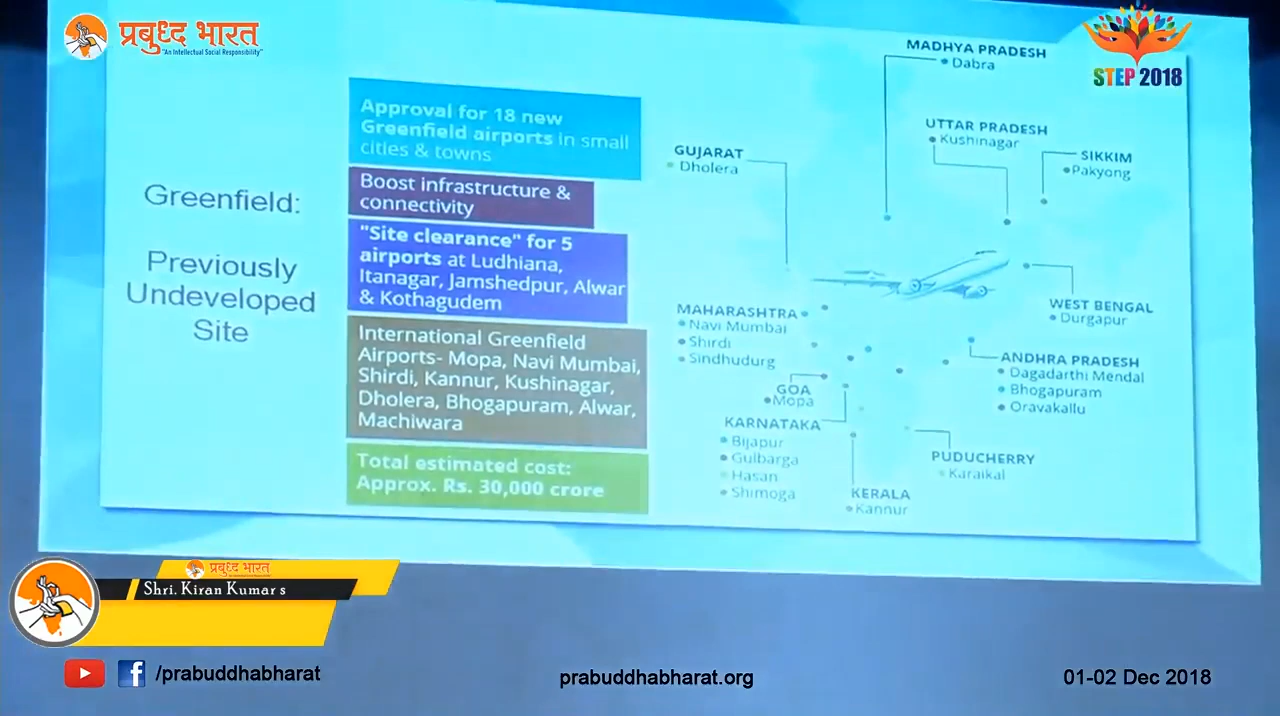 प्रबुध्द भारत
"An Intellectual Social Responsibility"
STEP 2018
Greenfield:
Previously
Undeveloped
Site
Approval for 18 new
Greenfield airports in small
cities & towns
Boost infrastructure &
connectivity
"Site clearance" for 5
airports at Ludhiana,
Itanagar, Jamshedpur, Alwar
& Kothagudem
International Greenfield
Airports- Mopa, Navi Mumbai,
Shirdi, Kannur, Kushinagar,
Dholera, Bhogapuram, Alwar,
Machiwara
Total estimated cost:
Approx. Rs. 30,000 crore
MADHYA PRADESH
Dabra
UTTAR PRADESH
Kushinagar
GUJARAT
Dholera
SIKKIM
Pakyong
WEST BENGAL
Durgapur
MAHARASHTRA
Navi Mumbai
Shirdi
Sindhudurg
ANDHRA PRADESH
Dagadarthi Mendal
Bhogapuram
Oravakallu
GOA
Mopa
KARNATAKA
Bijapur
Gulbarga
Hasan
Shimoga
PUDUCHERRY
Karaikal
KERALA
Kannur
प्रबुध्द भारत
Shri. Kiran Kumar s
/prabuddhabharat
prabuddhabharat.org
01-02 Dec 2018